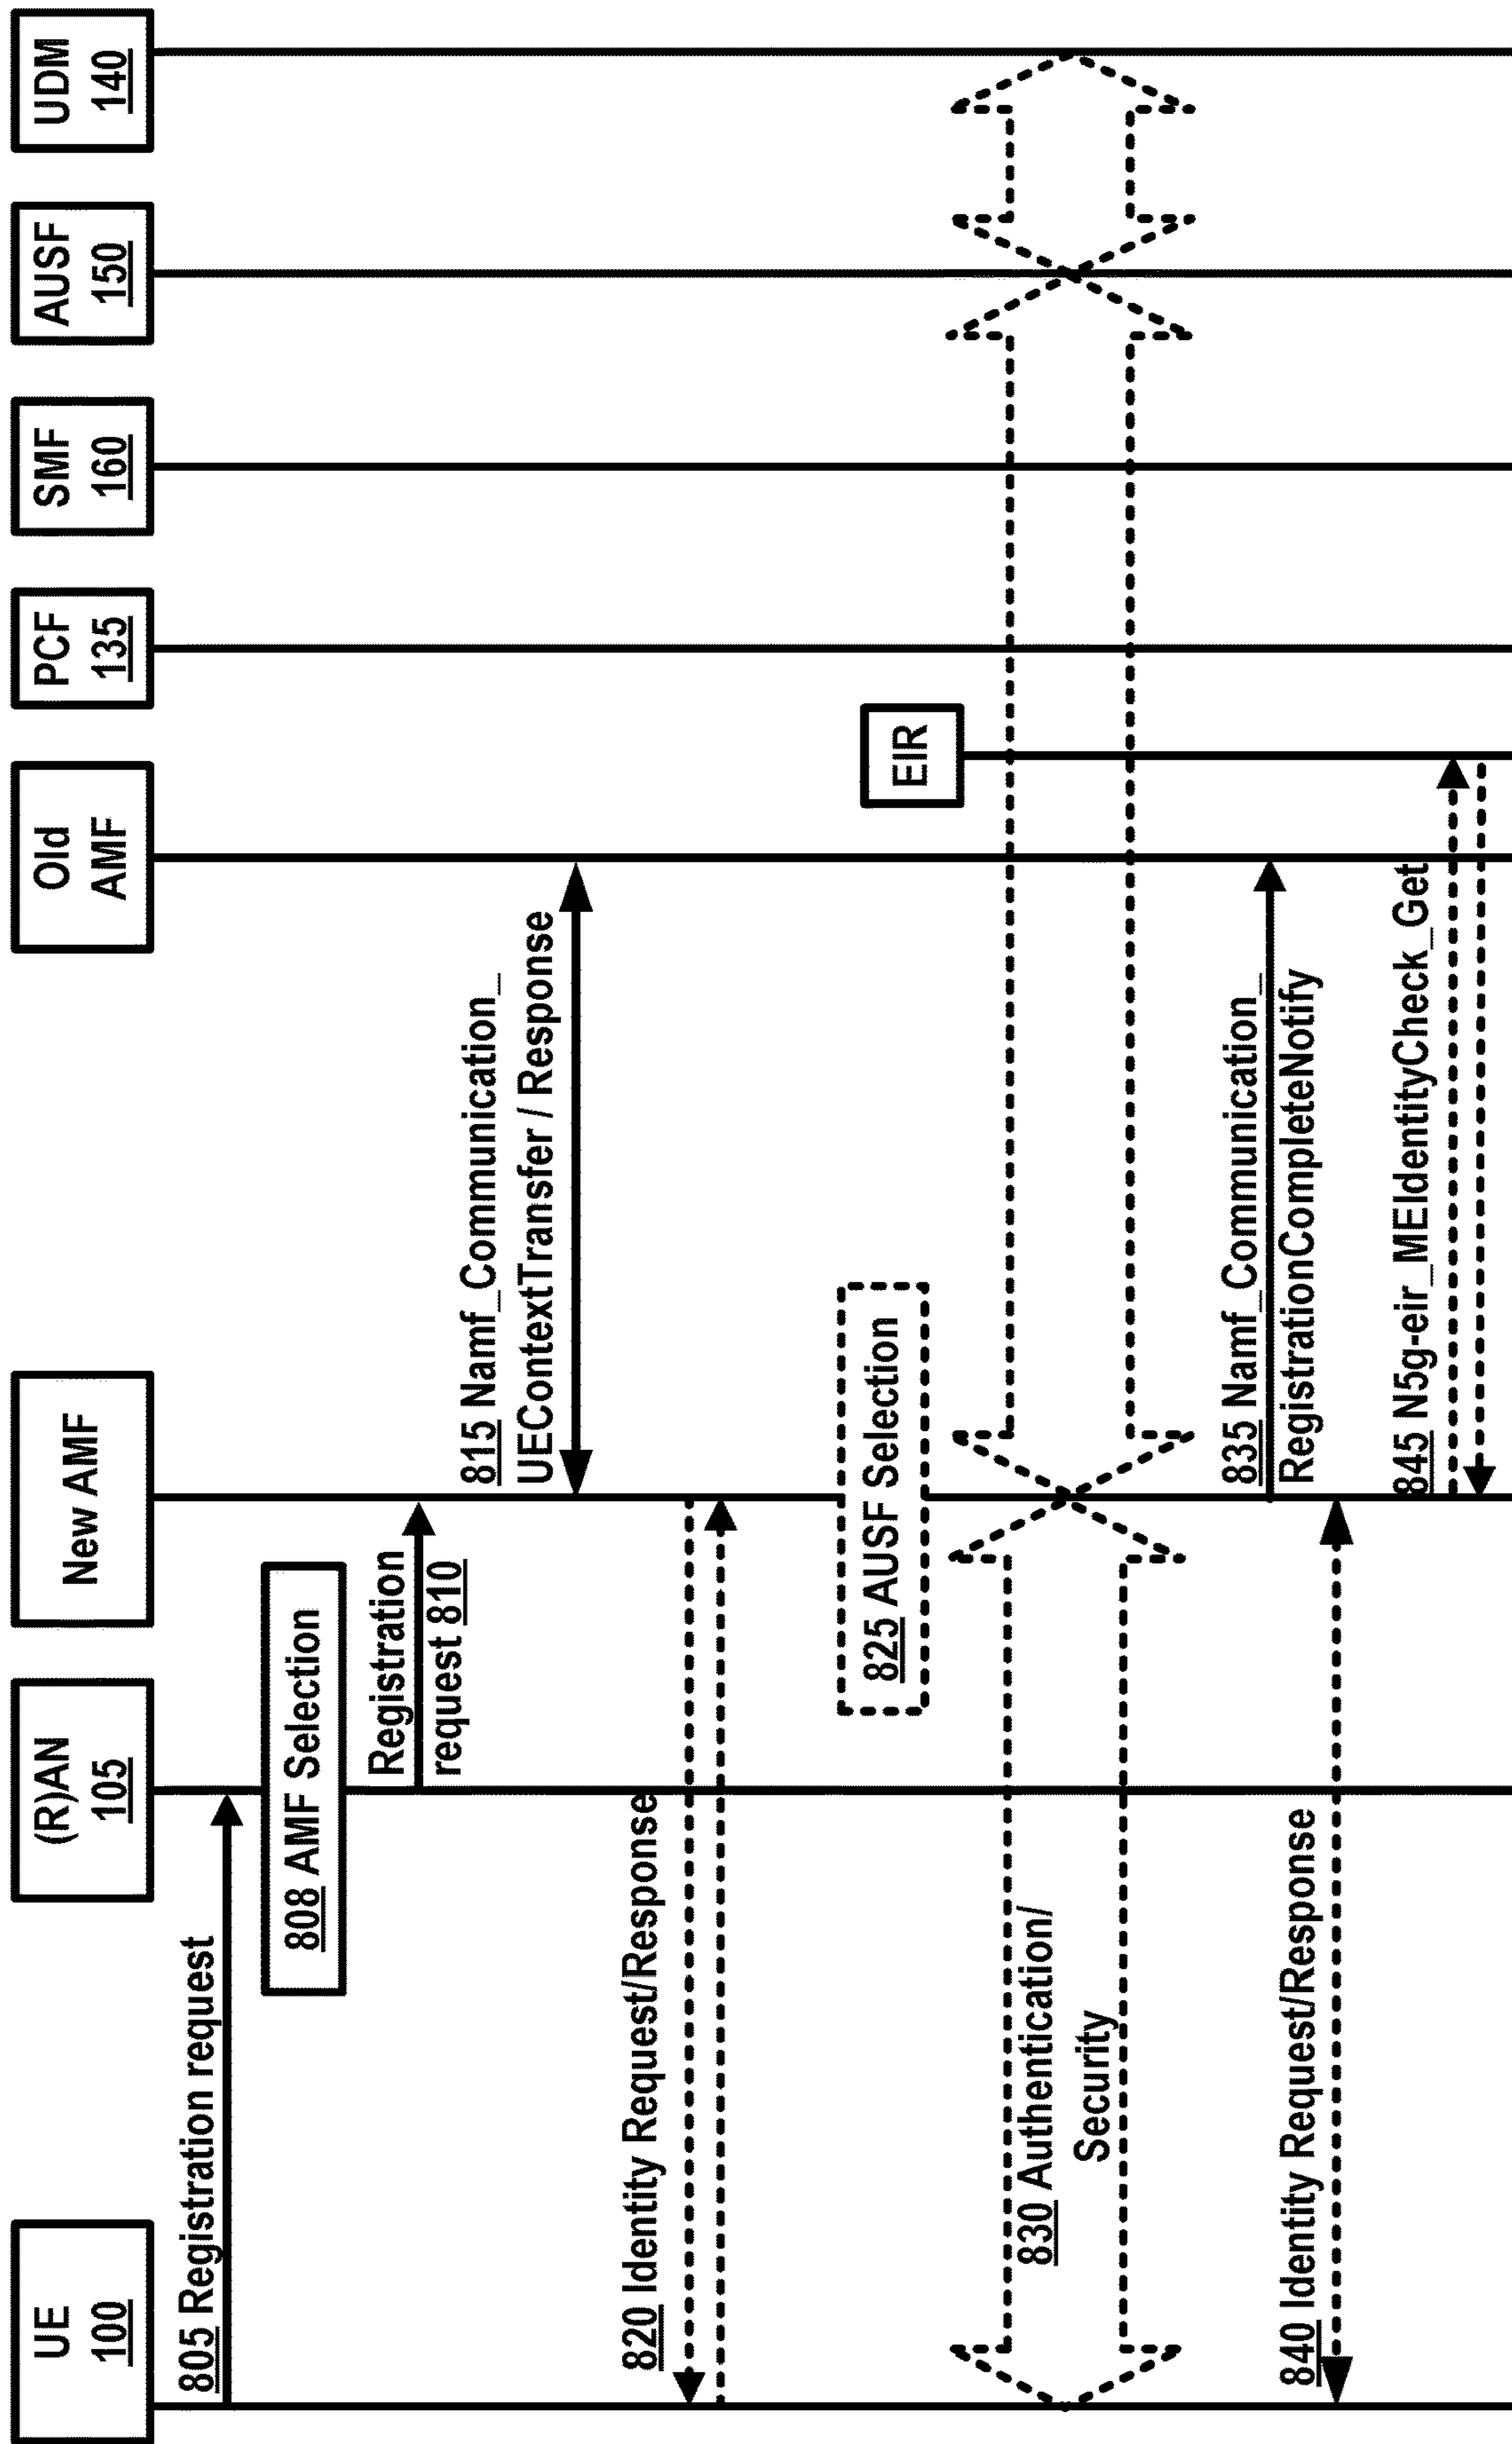 UE
100
(R)AN
105
New AMF
Old
AMF
PCF
135
SMF
160
AUSF
150
UDM
140
805 Registration request
808 AMF Selection
Registration
request 810
815 Namf_Communication_
UEContextTransfer / Response
820 Identity Request/Response
825 AUSF Selection
EIR
830 Authentication/
Security
835 Namf_Communication_
RegistrationCompleteNotify
840 Identity Request/Response
845 N5g-eir_MEIdentityCheck_Get